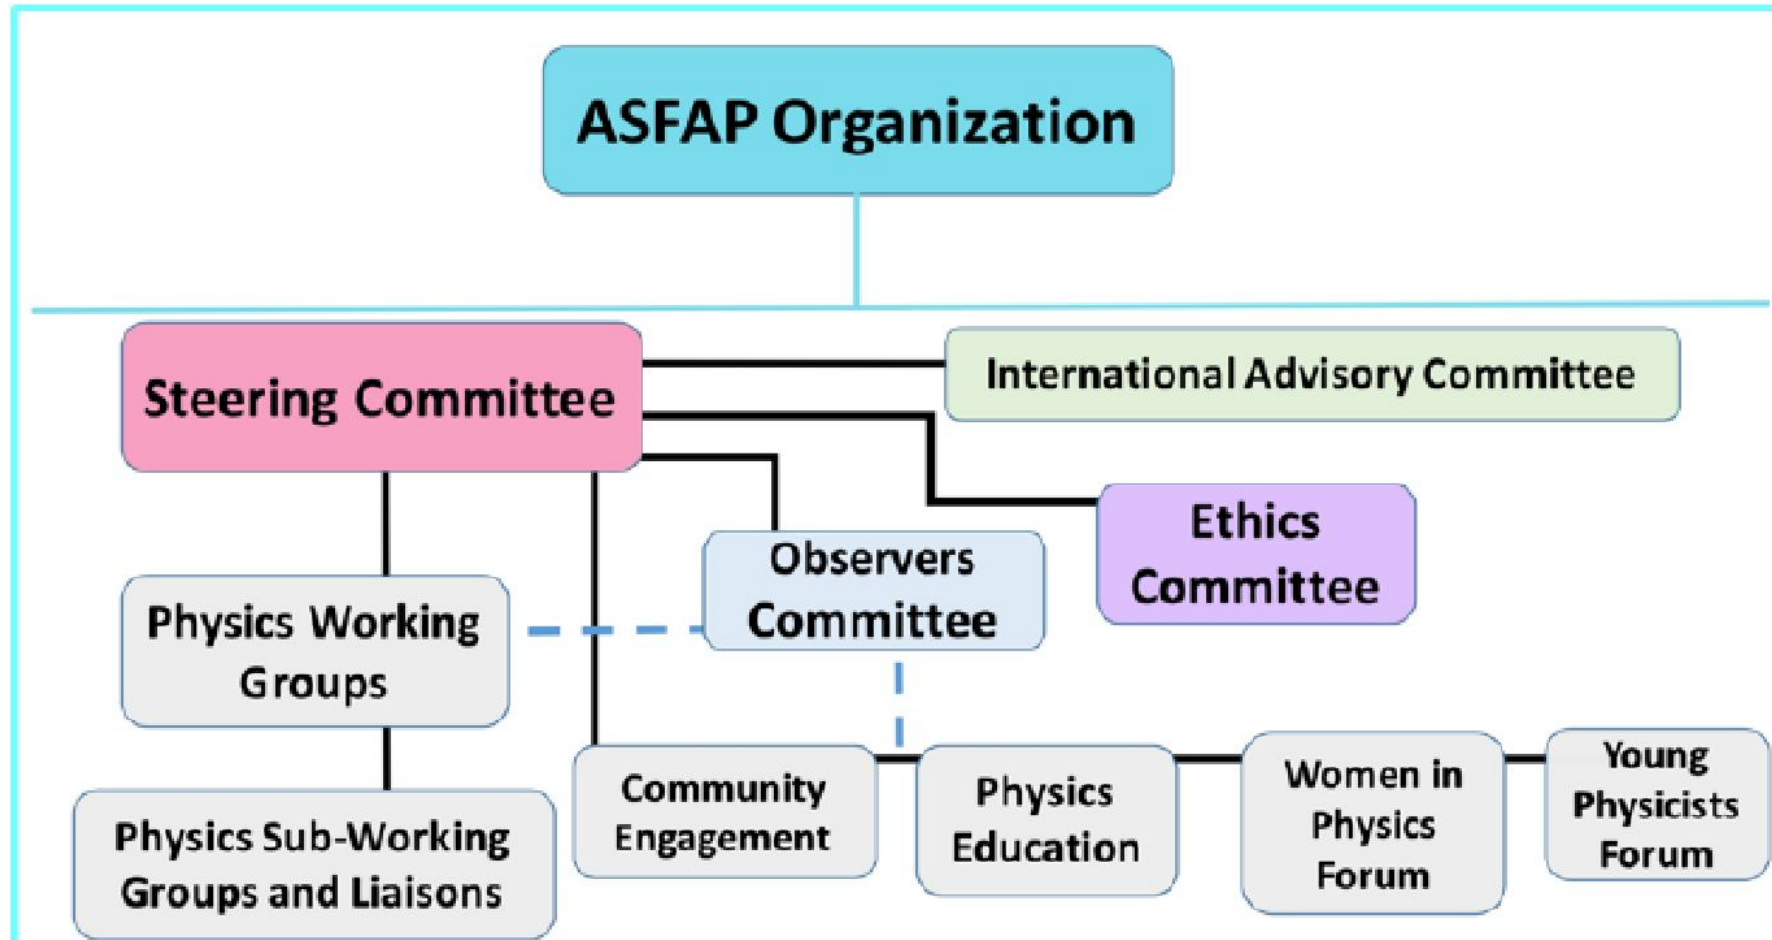 ASFAP Organization
Steering Committee
International Advisory Committee
Ethics
Committee
Observers
Committee
Physics Working
Groups
Physics Sub-Working
Groups and Liaisons
Community
Engagement
Physics
Education
Women in
Physics
Forum
Young
Physicists
Forum